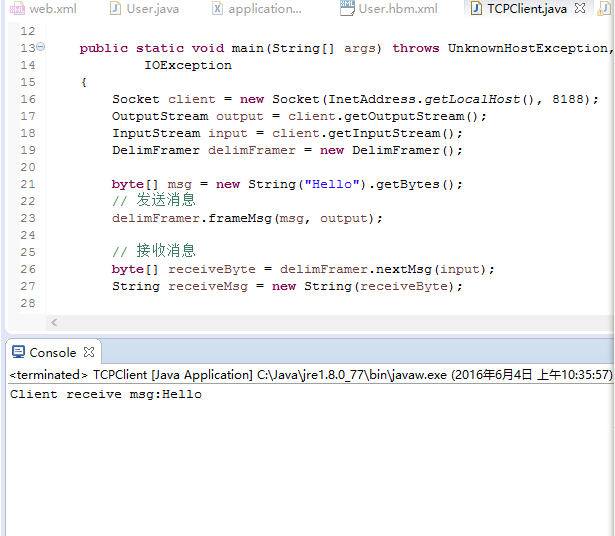 web.xml User.java application... User.hbm.xml TCPClient.java
12
13 public static void main(String[] args) throws UnknownHostException,
14 IOException
15 {
16 Socket client = new Socket(InetAddress.getLocalHost(), 8188);
17 OutputStream output = client.getOutputStream();
18 InputStream input = client.getInputStream();
19 DelimFramer delimFramer = new DelimFramer();
20
21 byte[] msg = new String("Hello").getBytes();
22 // 发送消息
23 delimFramer.frameMsg(msg, output);
24
25 // 接收消息
26 byte[] receiveByte = delimFramer.nextMsg(input);
27 String receiveMsg = new String(receiveByte);
28
Console
<terminated> TCPClient [Java Application] C:\Java\jre1.8.0_77\bin\javaw.exe (2016年6月4日 上午10:35:57)
Client receive msg:Hello